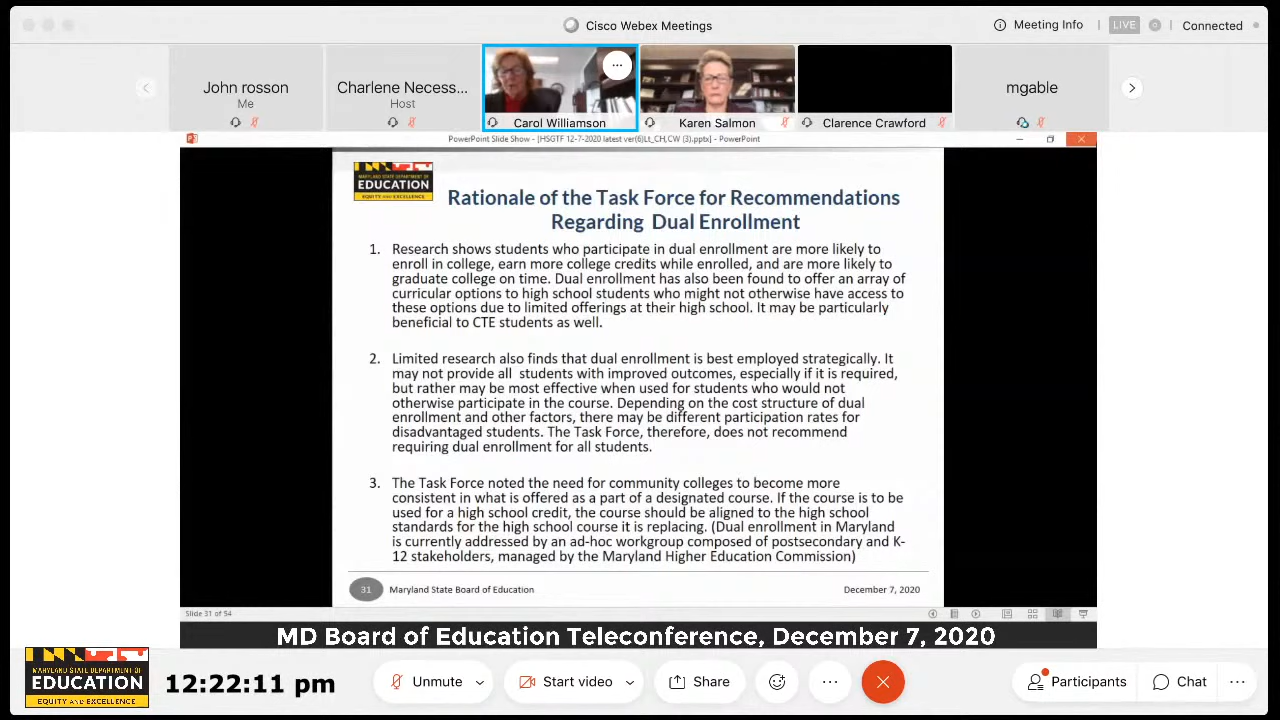 Cisco Webex Meetings
Meeting Info
LIVE
Connected
John rosson
Me
Charlene Necess...
Host
Carol Williamson
Karen Salmon
Clarence Crawford
mgable
PowerPoint Slide Show - [HSGTF 12-7-2020 latest ver(6)Lt_CH,CW (3).pptx] - PowerPoint
MARYLAND STATE DEPARTMENT OF
EDUCATION
EQUITY AND EXCELLENCE
Rationale of the Task Force for Recommendations
Regarding Dual Enrollment
1. Research shows students who participate in dual enrollment are more likely to
enroll in college, earn more college credits while enrolled, and are more likely to
graduate college on time. Dual enrollment has also been found to offer an array of
curricular options to high school students who might not otherwise have access to
these options due to limited offerings at their high school. It may be particularly
beneficial to CTE students as well.
2. Limited research also finds that dual enrollment is best employed strategically. It
may not provide all students with improved outcomes, especially if it is required,
but rather may be most effective when used for students who would not
otherwise participate in the course. Depending on the cost structure of dual
enrollment and other factors, there may be different participation rates for
disadvantaged students. The Task Force, therefore, does not recommend
requiring dual enrollment for all students.
3. The Task Force noted the need for community colleges to become more
consistent in what is offered as a part of a designated course. If the course is to be
used for a high school credit, the course should be aligned to the high school
standards for the high school course it is replacing. (Dual enrollment in Maryland
is currently addressed by an ad-hoc workgroup composed of postsecondary and K-
12 stakeholders, managed by the Maryland Higher Education Commission)
31 Maryland State Board of Education
December 7, 2020
Slide 31 of 54
MD Board of Education Teleconference, December 7, 2020
MARYLAND STATE DEPARTMENT OF
EDUCATION
EQUITY AND EXCELLENCE
12:22:11 pm
Unmute
Start video
Share
Participants
Chat